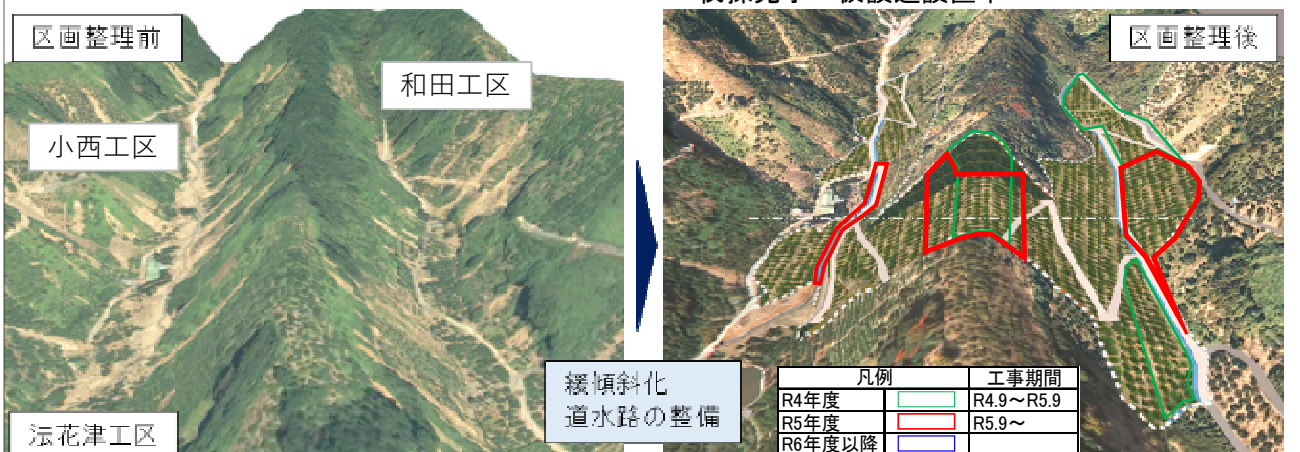 区画整理前
和田工区
小西工区
法花津工区
緩傾斜化
道水路の整備
区画整理後
凡例 工事期間
R4年度 R4.9～R5.9
R5年度 R5.9～
R6年度以降